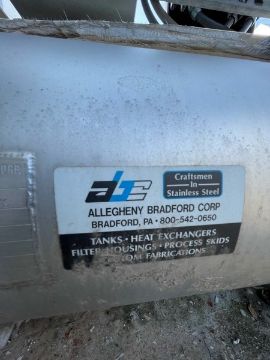 abc
Craftsmen
in
Stainless Steel
ALLEGHENY BRADFORD CORP
BRADFORD, PA • 800-542-0650
TANKS • HEAT EXCHANGERS
FILTER HOUSINGS • PROCESS SKIDS
OM FABRICATIONS